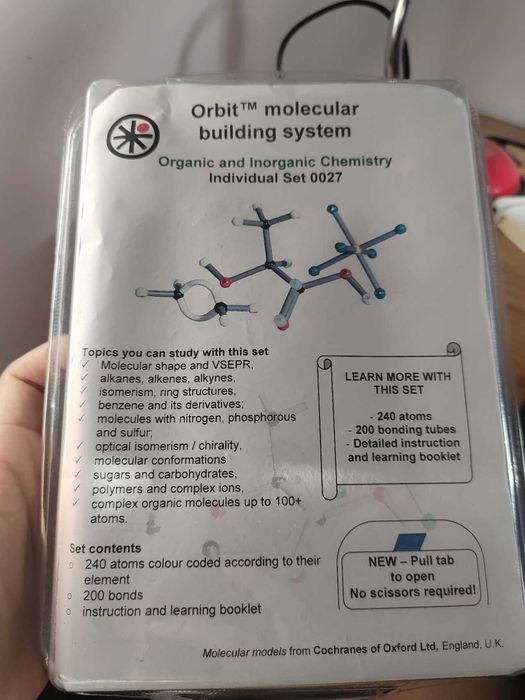 Orbit™ molecular
building system
Organic and Inorganic Chemistry
Individual Set 0027
Topics you can study with this set
✓ Molecular shape and VSEPR,
✓ alkanes, alkenes, alkynes,
✓ isomerism, ring structures,
✓ benzene and its derivatives;
✓ molecules with nitrogen, phosphorous
and sulfur;
✓ optical isomerism / chirality,
✓ molecular conformations
✓ sugars and carbohydrates,
✓ polymers and complex ions,
✓ complex organic molecules up to 100+
atoms.
LEARN MORE WITH
THIS SET
- 240 atoms
- 200 bonding tubes
- Detailed instruction
and learning booklet
Set contents
○ 240 atoms colour coded according to their
element
○ 200 bonds
○ instruction and learning booklet
NEW – Pull tab
to open
No scissors required!
Molecular models from Cochranes of Oxford Ltd, England, U.K.